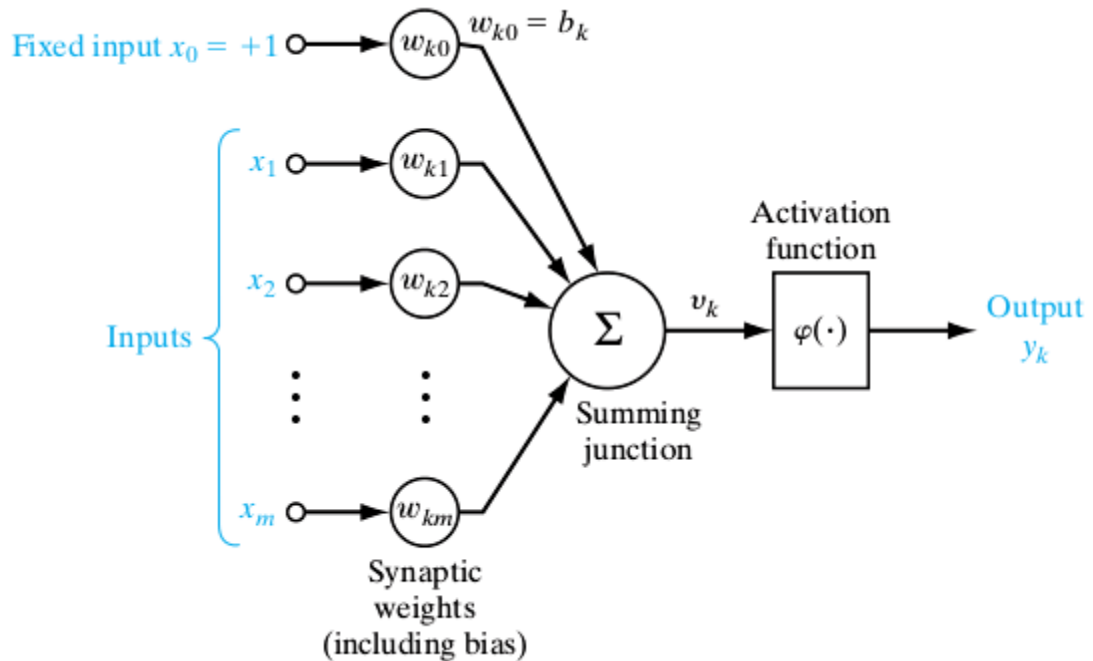 Fixed input x₀ = +1
w_k0
w_k0 = b_k
x₁
w_k1
x₂
w_k2
Inputs
x_m
w_km
Synaptic
weights
(including bias)
Σ
Summing
junction
v_k
Activation
function
φ(·)
Output
y_k